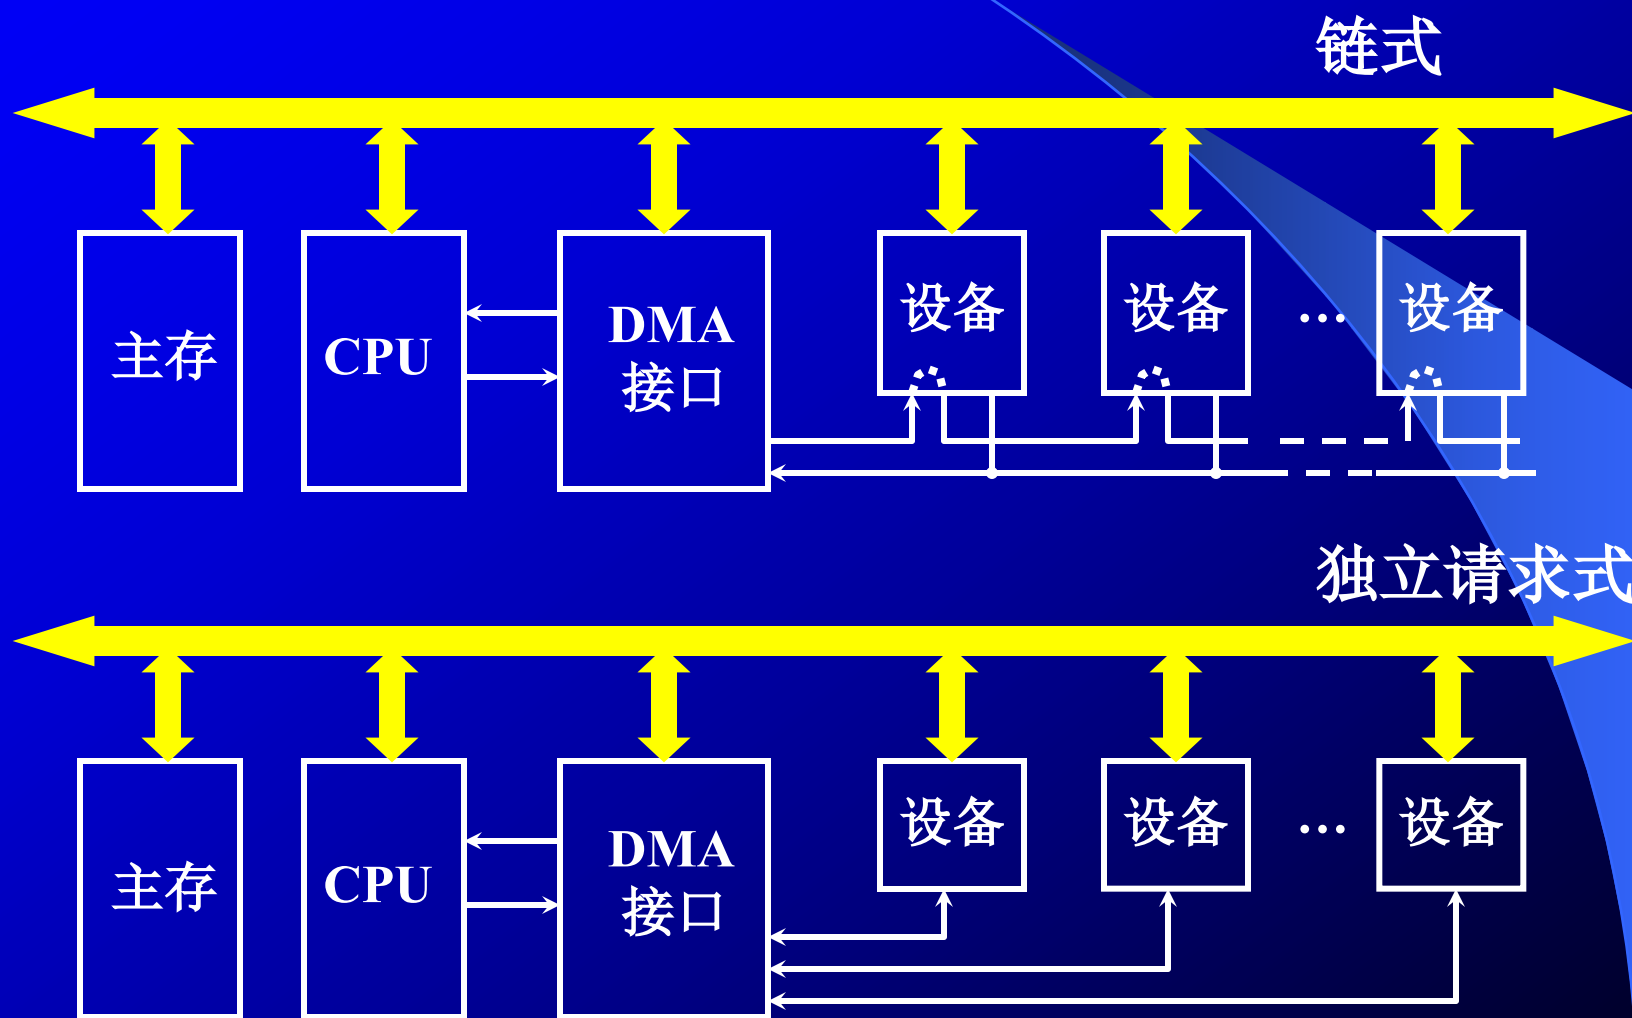 链式
主存
CPU
DMA
接口
设备
设备
…
设备
独立请求式
主存
CPU
DMA
接口
设备
设备
…
设备